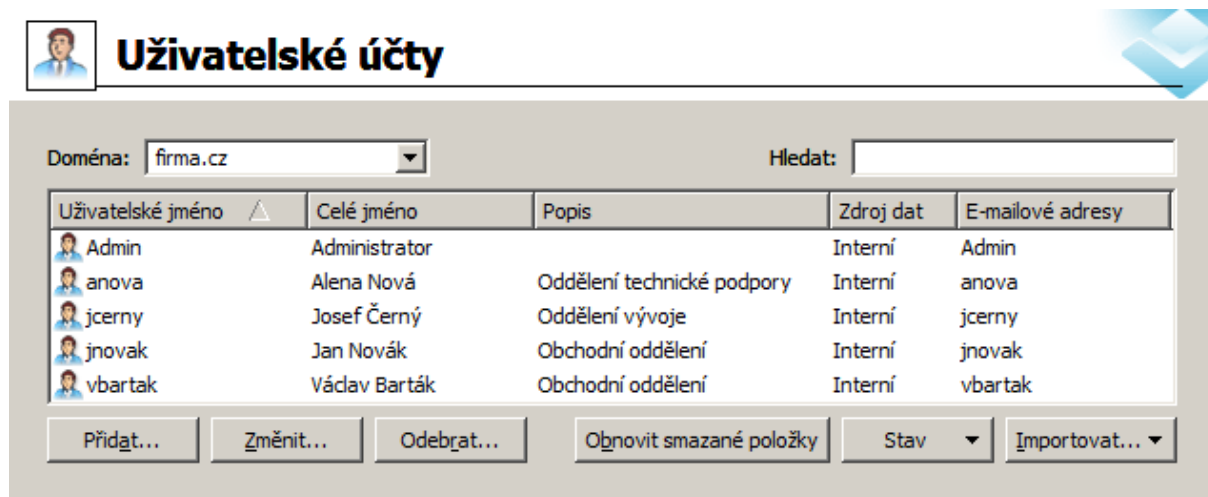 Uživatelské účty
Doména: firma.cz Hledat:
Uživatelské jméno Celé jméno Popis Zdroj dat E-mailové adresy
Admin Administrator Interní Admin
anova Alena Nová Oddělení technické podpory Interní anova
jcerny Josef Černý Oddělení vývoje Interní jcerny
jnovak Jan Novák Obchodní oddělení Interní jnovak
vbartak Václav Barták Obchodní oddělení Interní vbartak
Přidat... Změnit... Odebrat... Obnovit smazané položky Stav Importovat...